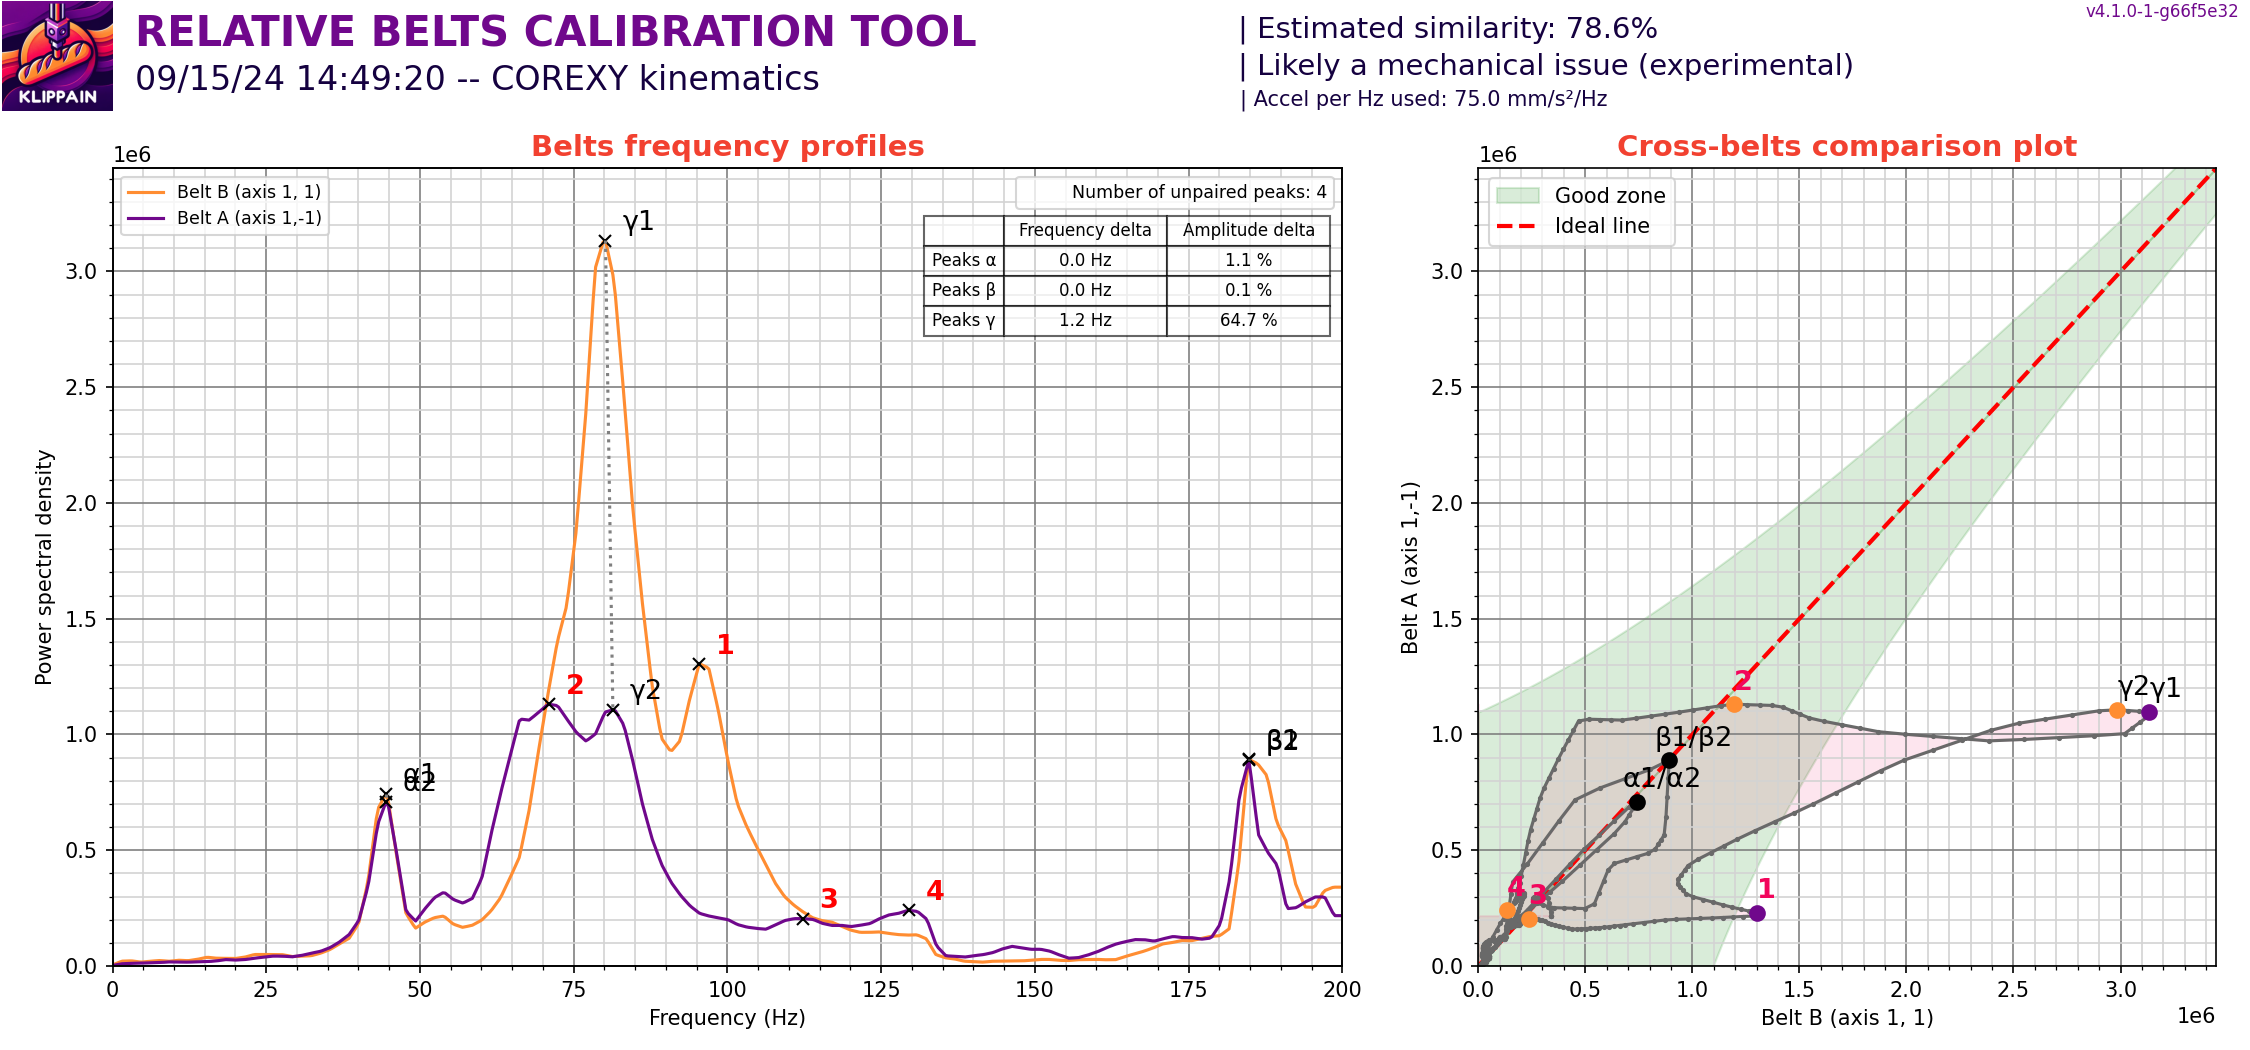 KLIPPAIN
RELATIVE BELTS CALIBRATION TOOL
09/15/24 14:49:20 -- COREXY kinematics
| Estimated similarity: 78.6%
| Likely a mechanical issue (experimental)
| Accel per Hz used: 75.0 mm/s²/Hz
v4.1.0-1-g66f5e32
Belts frequency profiles
1e6
Belt B (axis 1, 1)
Belt A (axis 1,-1)
Number of unpaired peaks: 4
Frequency delta Amplitude delta
Peaks α 0.0 Hz 1.1 %
Peaks β 0.0 Hz 0.1 %
Peaks γ 1.2 Hz 64.7 %
γ1
1
2
γ2
β1
β2
α1
α2
3
4
Power spectral density
3.0
2.5
2.0
1.5
1.0
0.5
0.0
0 25 50 75 100 125 150 175 200
Frequency (Hz)
Cross-belts comparison plot
1e6
Good zone
Ideal line
2
γ2
γ1
β1/β2
α1/α2
4
3
1
Belt A (axis 1,-1)
3.0
2.5
2.0
1.5
1.0
0.5
0.0
0.0 0.5 1.0 1.5 2.0 2.5 3.0
Belt B (axis 1, 1)
1e6